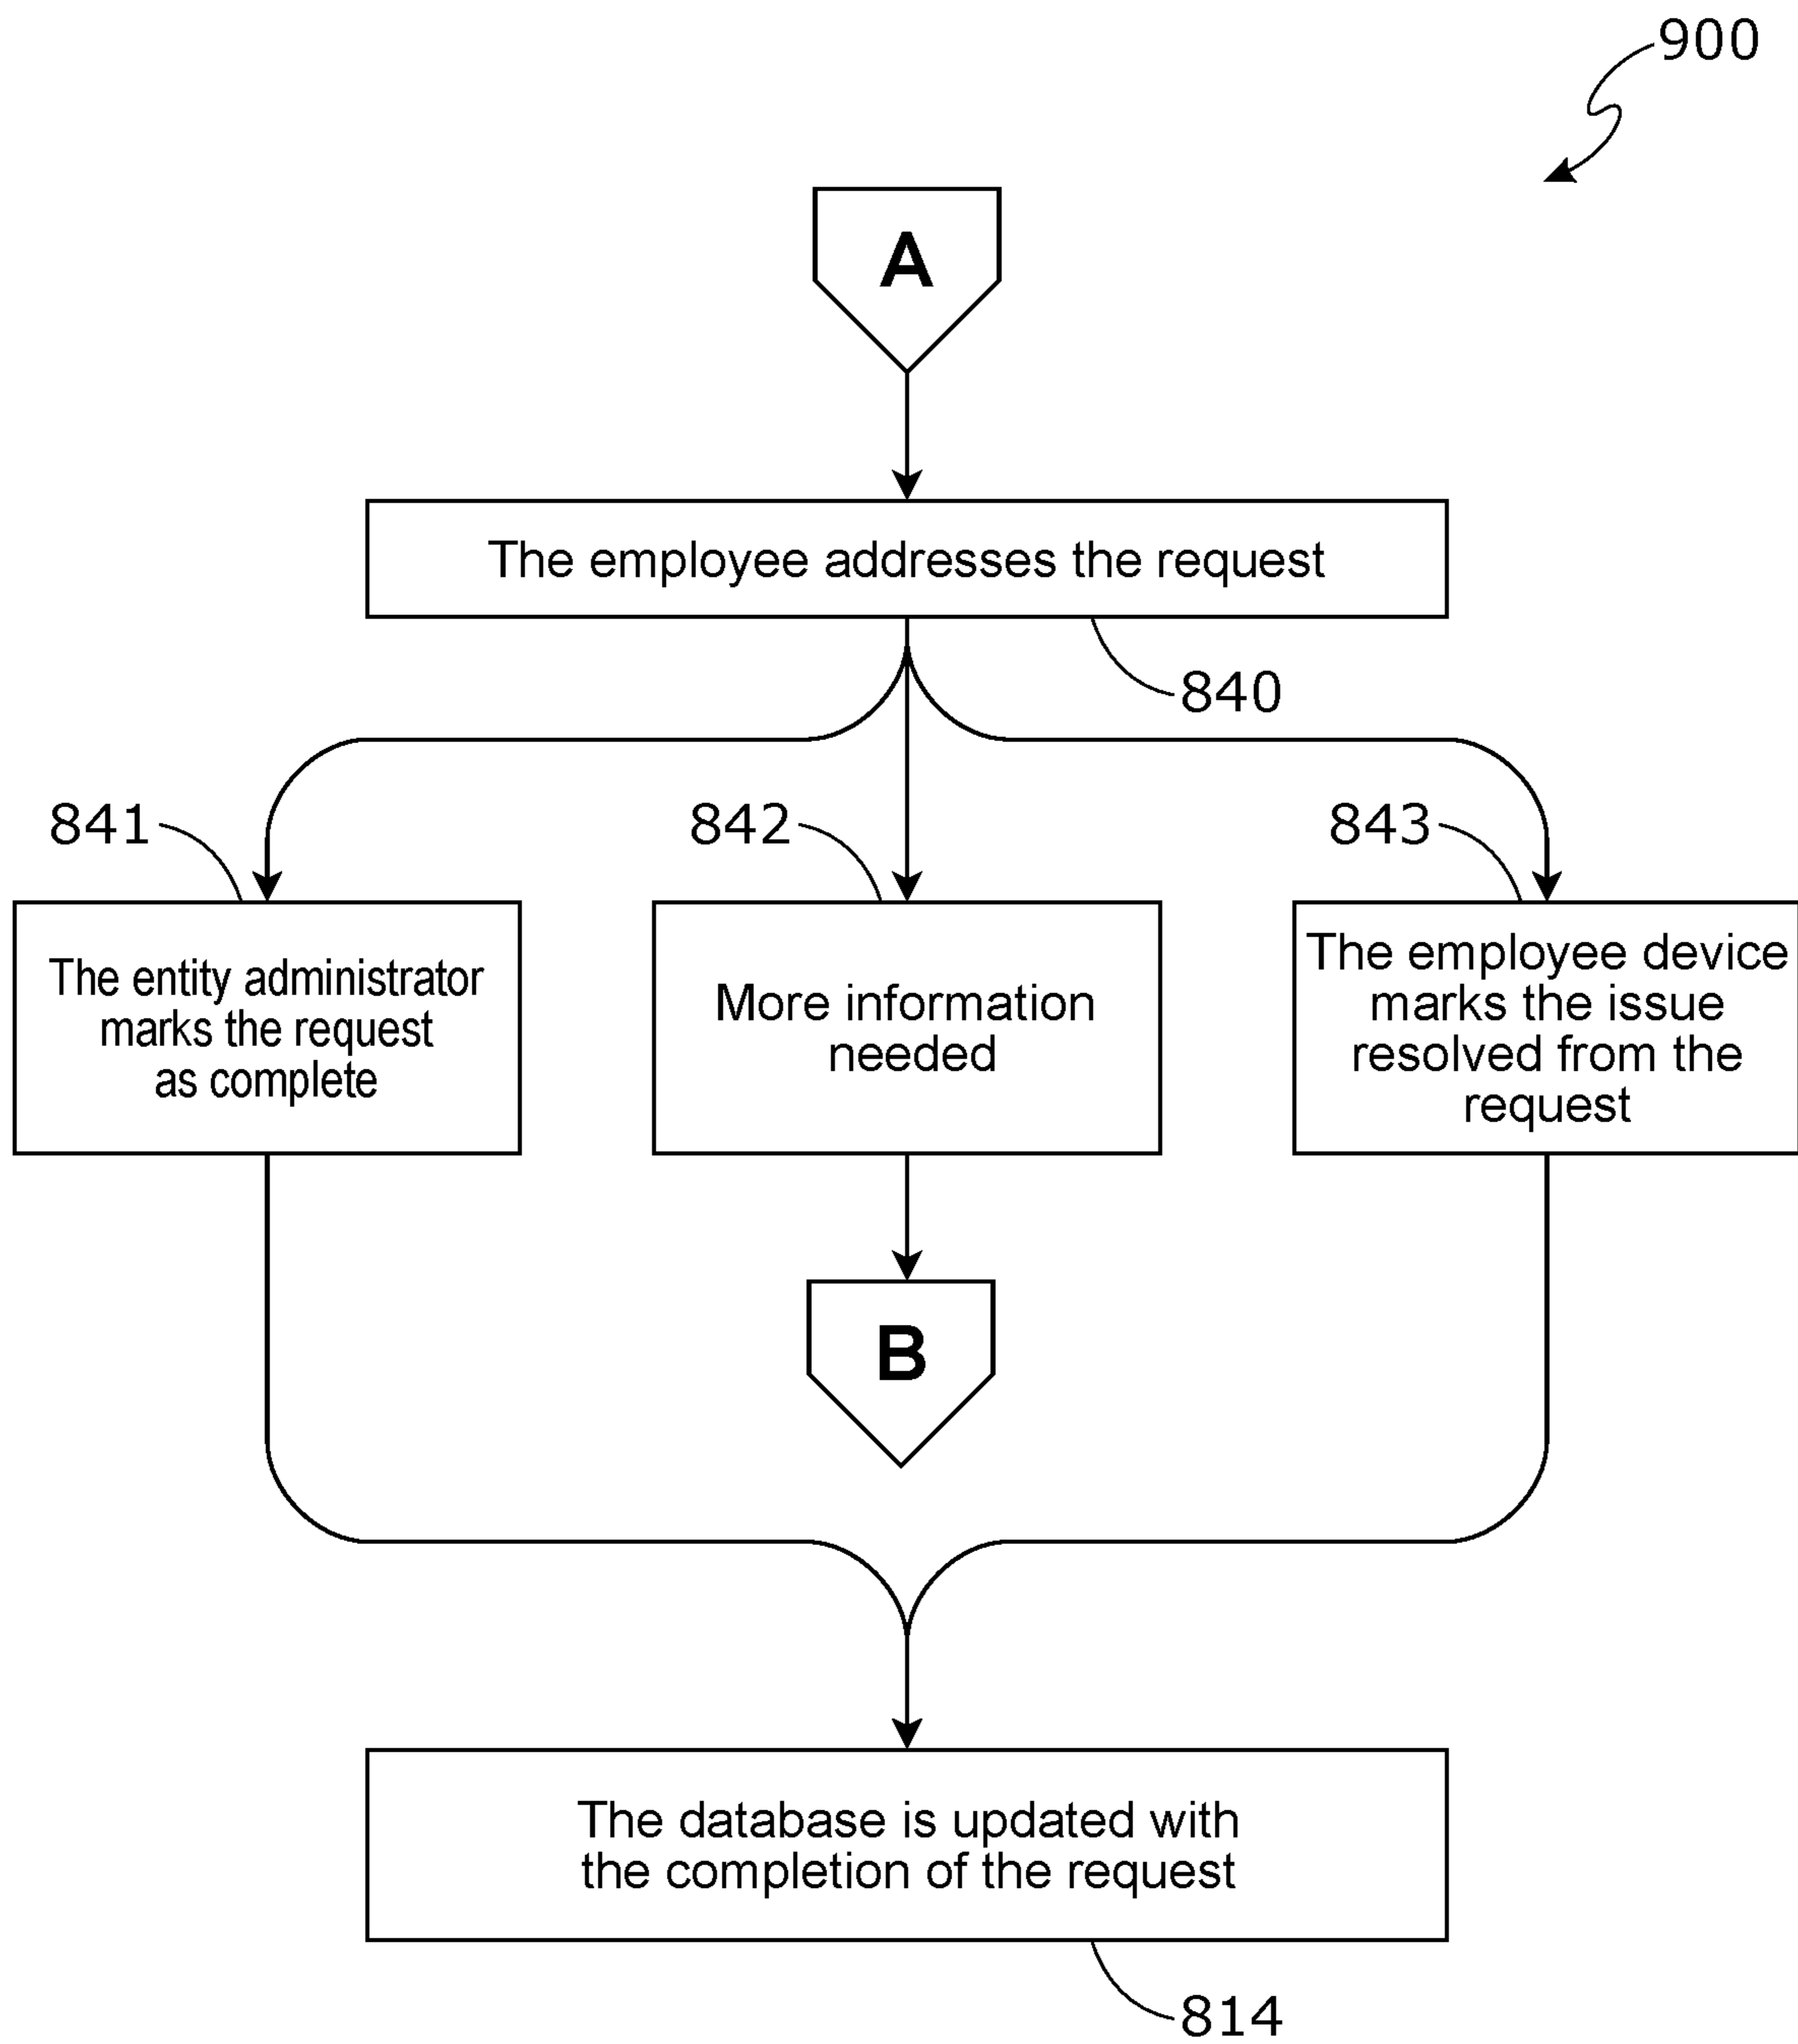 900
A
The employee addresses the request
840
841
842
843
The entity administrator
marks the request
as complete
More information
needed
The employee device
marks the issue
resolved from the
request
B
The database is updated with
the completion of the request
814